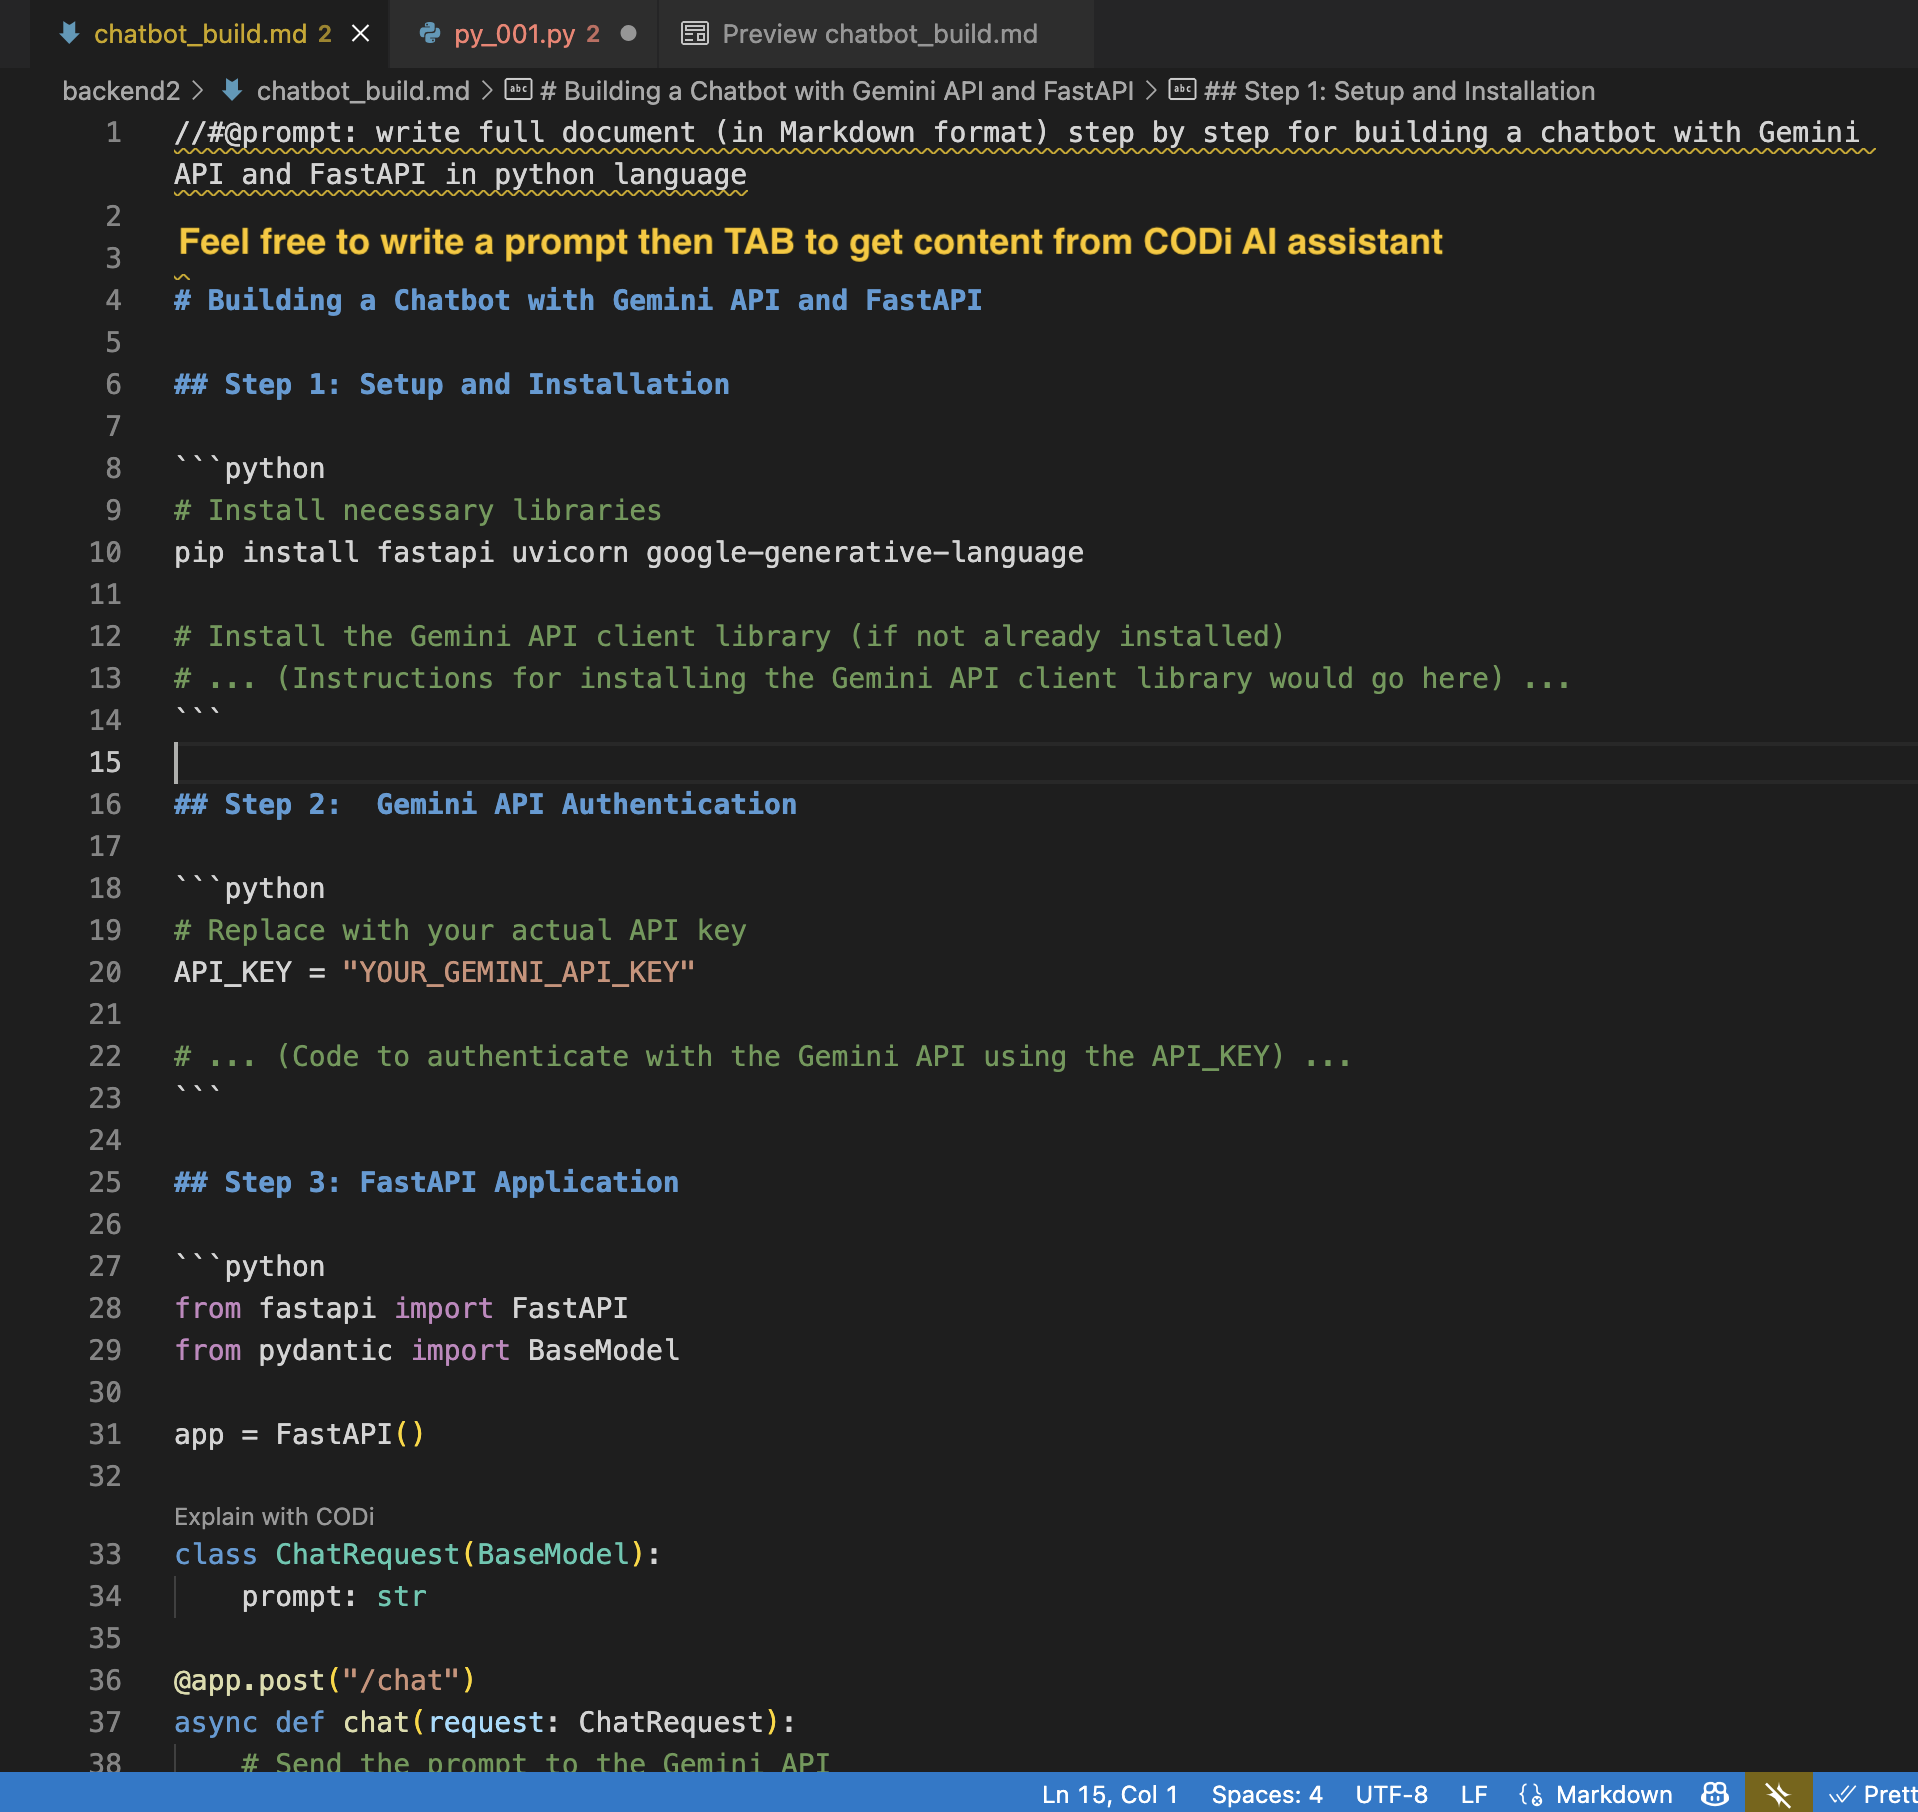 chatbot_build.md 2 py_001.py 2 Preview chatbot_build.md
backend2 > chatbot_build.md > # Building a Chatbot with Gemini API and FastAPI > ## Step 1: Setup and Installation
1 //#@prompt: write full document (in Markdown format) step by step for building a chatbot with Gemini
API and FastAPI in python language
2
Feel free to write a prompt then TAB to get content from CODi AI assistant
3
4 # Building a Chatbot with Gemini API and FastAPI
5
6 ## Step 1: Setup and Installation
7
8 ```python
9 # Install necessary libraries
10 pip install fastapi uvicorn google-generative-language
11
12 # Install the Gemini API client library (if not already installed)
13 # ... (Instructions for installing the Gemini API client library would go here) ...
14 ```
15
16 ## Step 2:  Gemini API Authentication
17
18 ```python
19 # Replace with your actual API key
20 API_KEY = "YOUR_GEMINI_API_KEY"
21
22 # ... (Code to authenticate with the Gemini API using the API_KEY) ...
23 ```
24
25 ## Step 3: FastAPI Application
26
27 ```python
28 from fastapi import FastAPI
29 from pydantic import BaseModel
30
31 app = FastAPI()
32
Explain with CODi
33 class ChatRequest(BaseModel):
34     prompt: str
35
36 @app.post("/chat")
37 async def chat(request: ChatRequest):
38     # Send the prompt to the Gemini API
Ln 15, Col 1 Spaces: 4 UTF-8 LF Markdown Prett